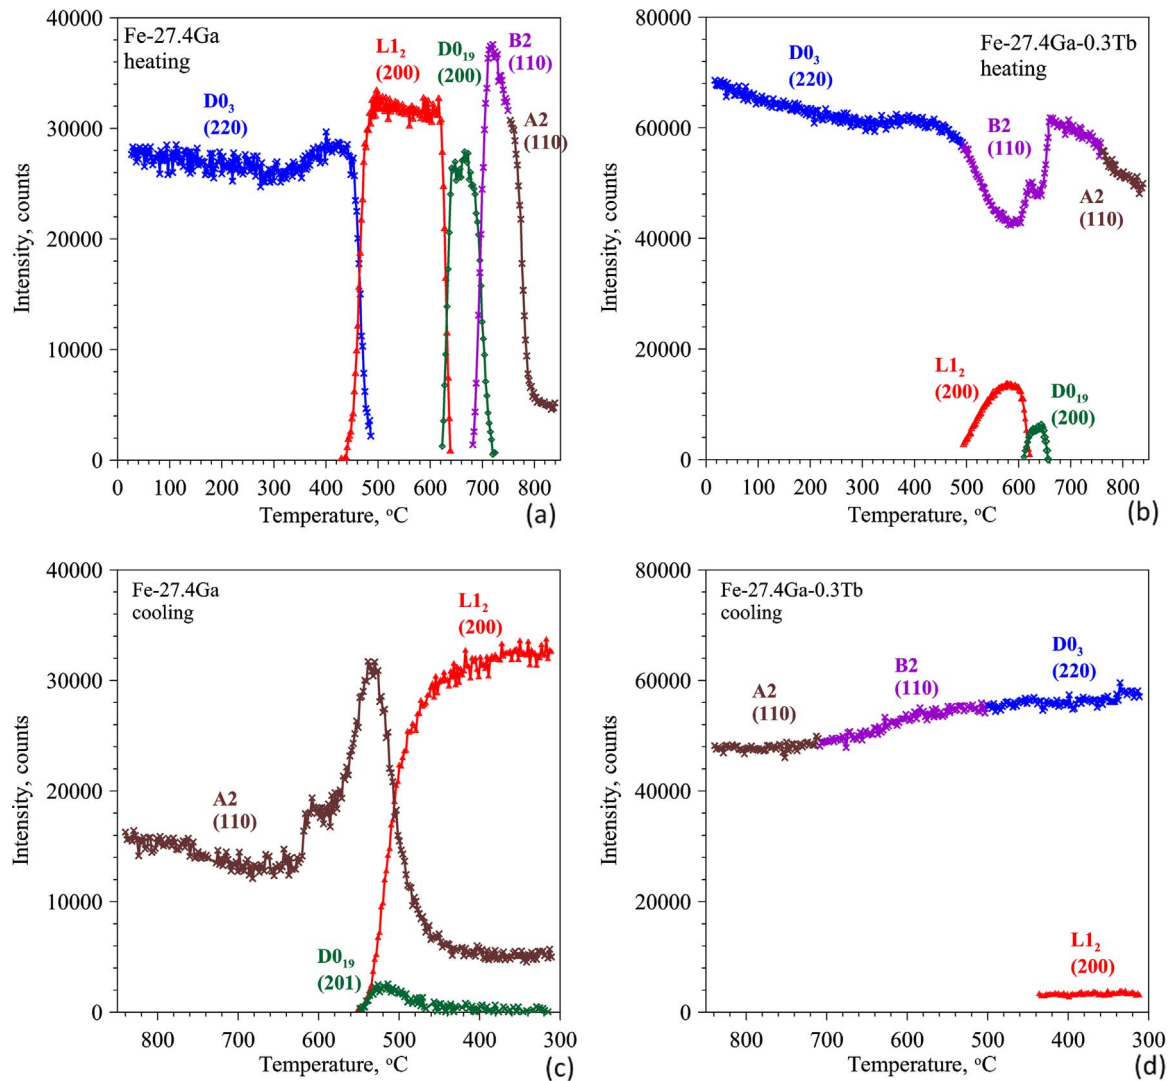 40000
30000
20000
10000
0
Intensity, counts
Fe-27.4Ga
heating
D0₃
(220)
L1₂
(200)
D0₁₉
(200)
B2
(110)
A2
(110)
0 100 200 300 400 500 600 700 800
Temperature, °C
(a)
80000
60000
40000
20000
0
Intensity, counts
Fe-27.4Ga-0.3Tb
heating
D0₃
(220)
B2
(110)
A2
(110)
L1₂
(200)
D0₁₉
(200)
0 100 200 300 400 500 600 700 800
Temperature, °C
(b)
40000
30000
20000
10000
0
Intensity, counts
Fe-27.4Ga
cooling
L1₂
(200)
A2
(110)
D0₁₉
(201)
800 700 600 500 400 300
Temperature, °C
(c)
80000
60000
40000
20000
0
Intensity, counts
Fe-27.4Ga-0.3Tb
cooling
A2
(110)
B2
(110)
D0₃
(220)
L1₂
(200)
800 700 600 500 400 300
Temperature, °C
(d)